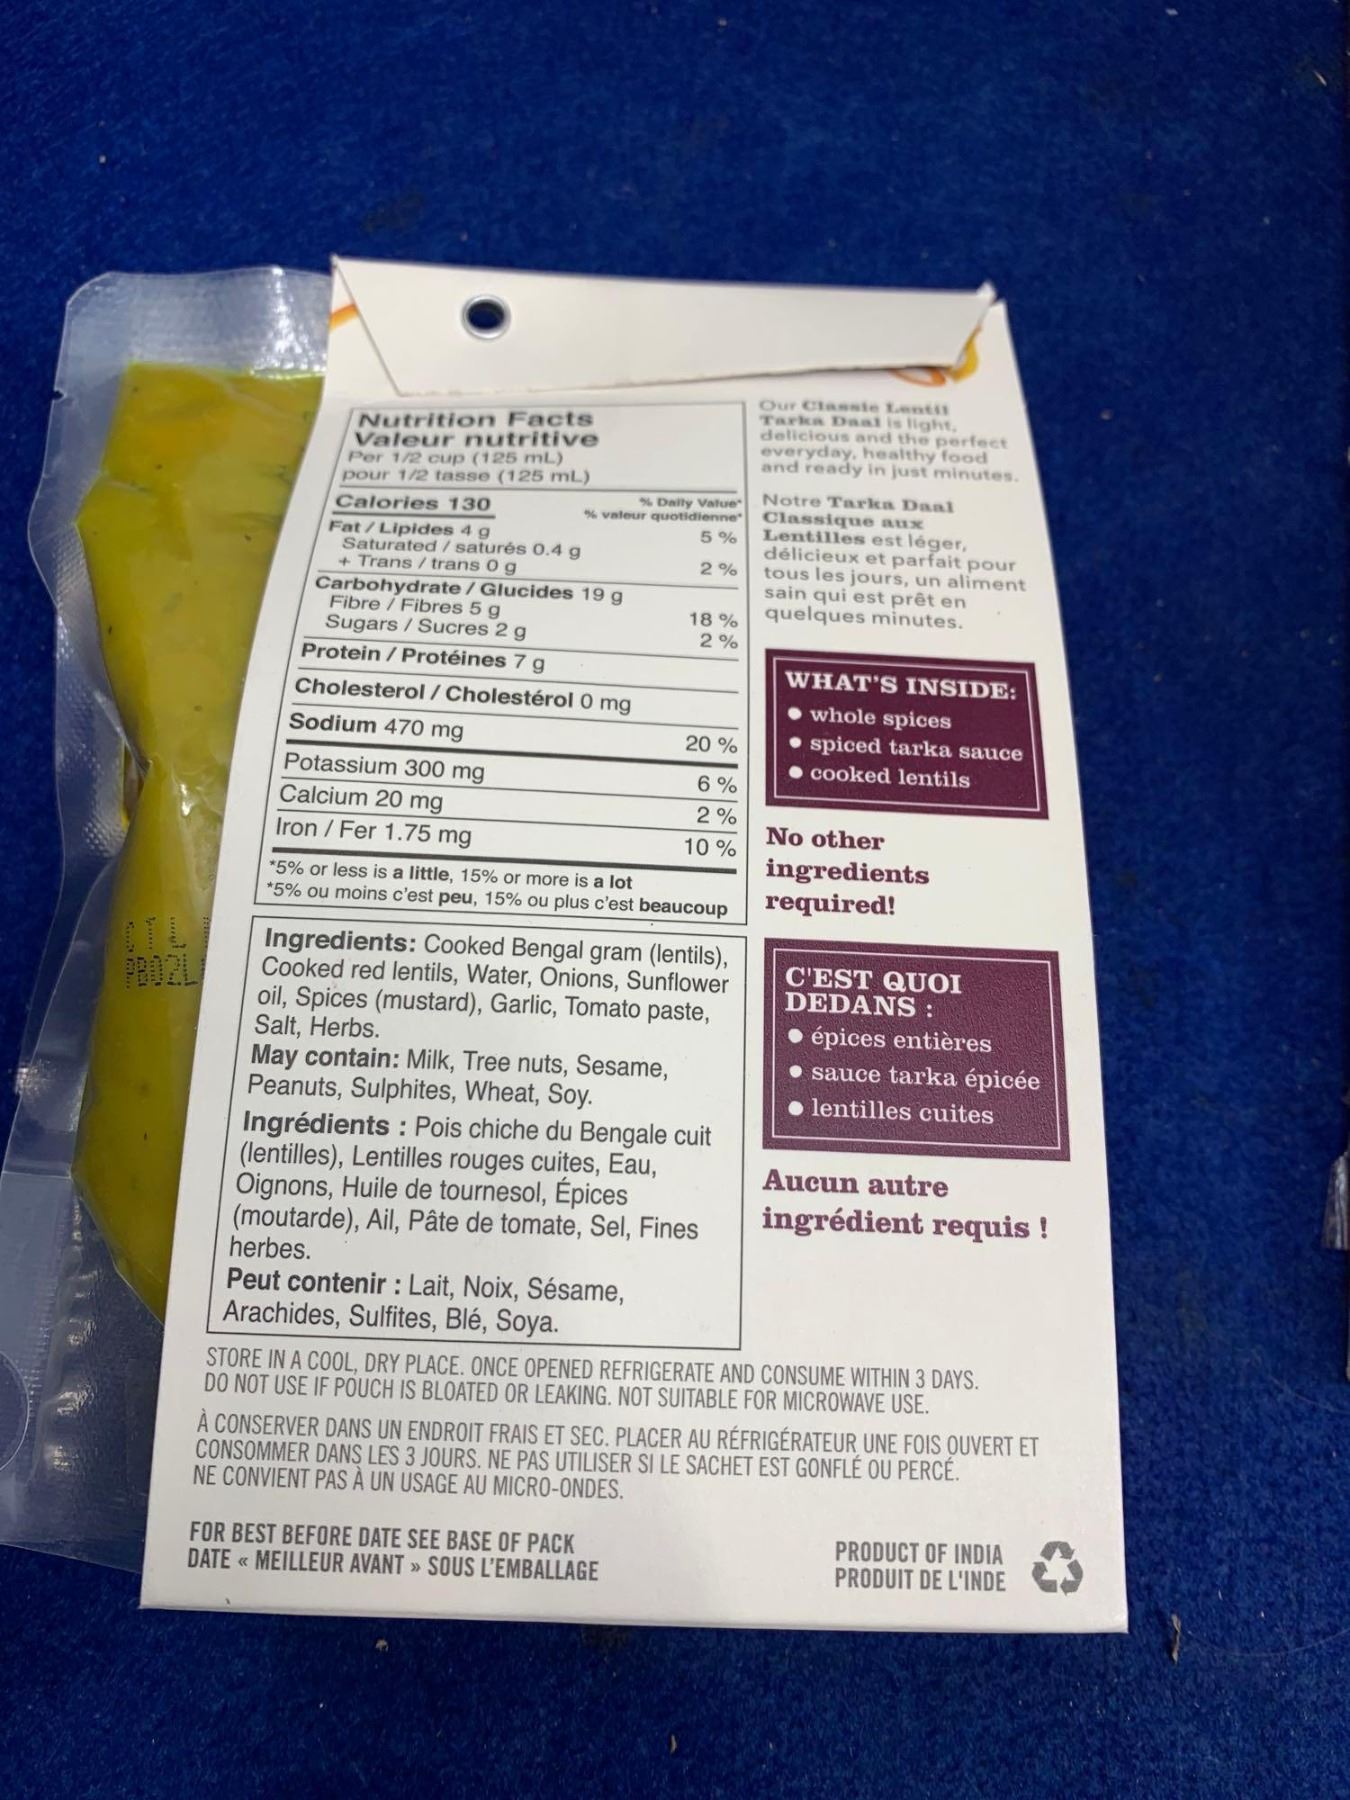 Nutrition Facts
Valeur nutritive
Per 1/2 cup (125 mL)
pour 1/2 tasse (125 mL)
Calories 130
% Daily Value*
% valeur quotidienne*
Fat / Lipides 4 g 5 %
Saturated / saturés 0.4 g
+ Trans / trans 0 g 2 %
Carbohydrate / Glucides 19 g
Fibre / Fibres 5 g 18 %
Sugars / Sucres 2 g 2 %
Protein / Protéines 7 g
Cholesterol / Cholestérol 0 mg
Sodium 470 mg 20 %
Potassium 300 mg 6 %
Calcium 20 mg 2 %
Iron / Fer 1.75 mg 10 %
*5% or less is a little, 15% or more is a lot
*5% ou moins c'est peu, 15% ou plus c'est beaucoup
Ingredients: Cooked Bengal gram (lentils),
Cooked red lentils, Water, Onions, Sunflower
oil, Spices (mustard), Garlic, Tomato paste,
Salt, Herbs.
May contain: Milk, Tree nuts, Sesame,
Peanuts, Sulphites, Wheat, Soy.
Ingrédients : Pois chiche du Bengale cuit
(lentilles), Lentilles rouges cuites, Eau,
Oignons, Huile de tournesol, Épices
(moutarde), Ail, Pâte de tomate, Sel, Fines
herbes.
Peut contenir : Lait, Noix, Sésame,
Arachides, Sulfites, Blé, Soya.
Our Classic Lentil
Tarka Daal is light,
delicious and the perfect
everyday, healthy food
and ready in just minutes.
Notre Tarka Daal
Classique aux
Lentilles est léger,
délicieux et parfait pour
tous les jours, un aliment
sain qui est prêt en
quelques minutes.
WHAT'S INSIDE:
• whole spices
• spiced tarka sauce
• cooked lentils
No other
ingredients
required!
C'EST QUOI
DEDANS :
• épices entières
• sauce tarka épicée
• lentilles cuites
Aucun autre
ingrédient requis !
STORE IN A COOL, DRY PLACE. ONCE OPENED REFRIGERATE AND CONSUME WITHIN 3 DAYS.
DO NOT USE IF POUCH IS BLOATED OR LEAKING. NOT SUITABLE FOR MICROWAVE USE.
À CONSERVER DANS UN ENDROIT FRAIS ET SEC. PLACER AU RÉFRIGÉRATEUR UNE FOIS OUVERT ET
CONSOMMER DANS LES 3 JOURS. NE PAS UTILISER SI LE SACHET EST GONFLÉ OU PERCÉ.
NE CONVIENT PAS À UN USAGE AU MICRO-ONDES.
FOR BEST BEFORE DATE SEE BASE OF PACK
DATE « MEILLEUR AVANT » SOUS L'EMBALLAGE
PRODUCT OF INDIA
PRODUIT DE L'INDE